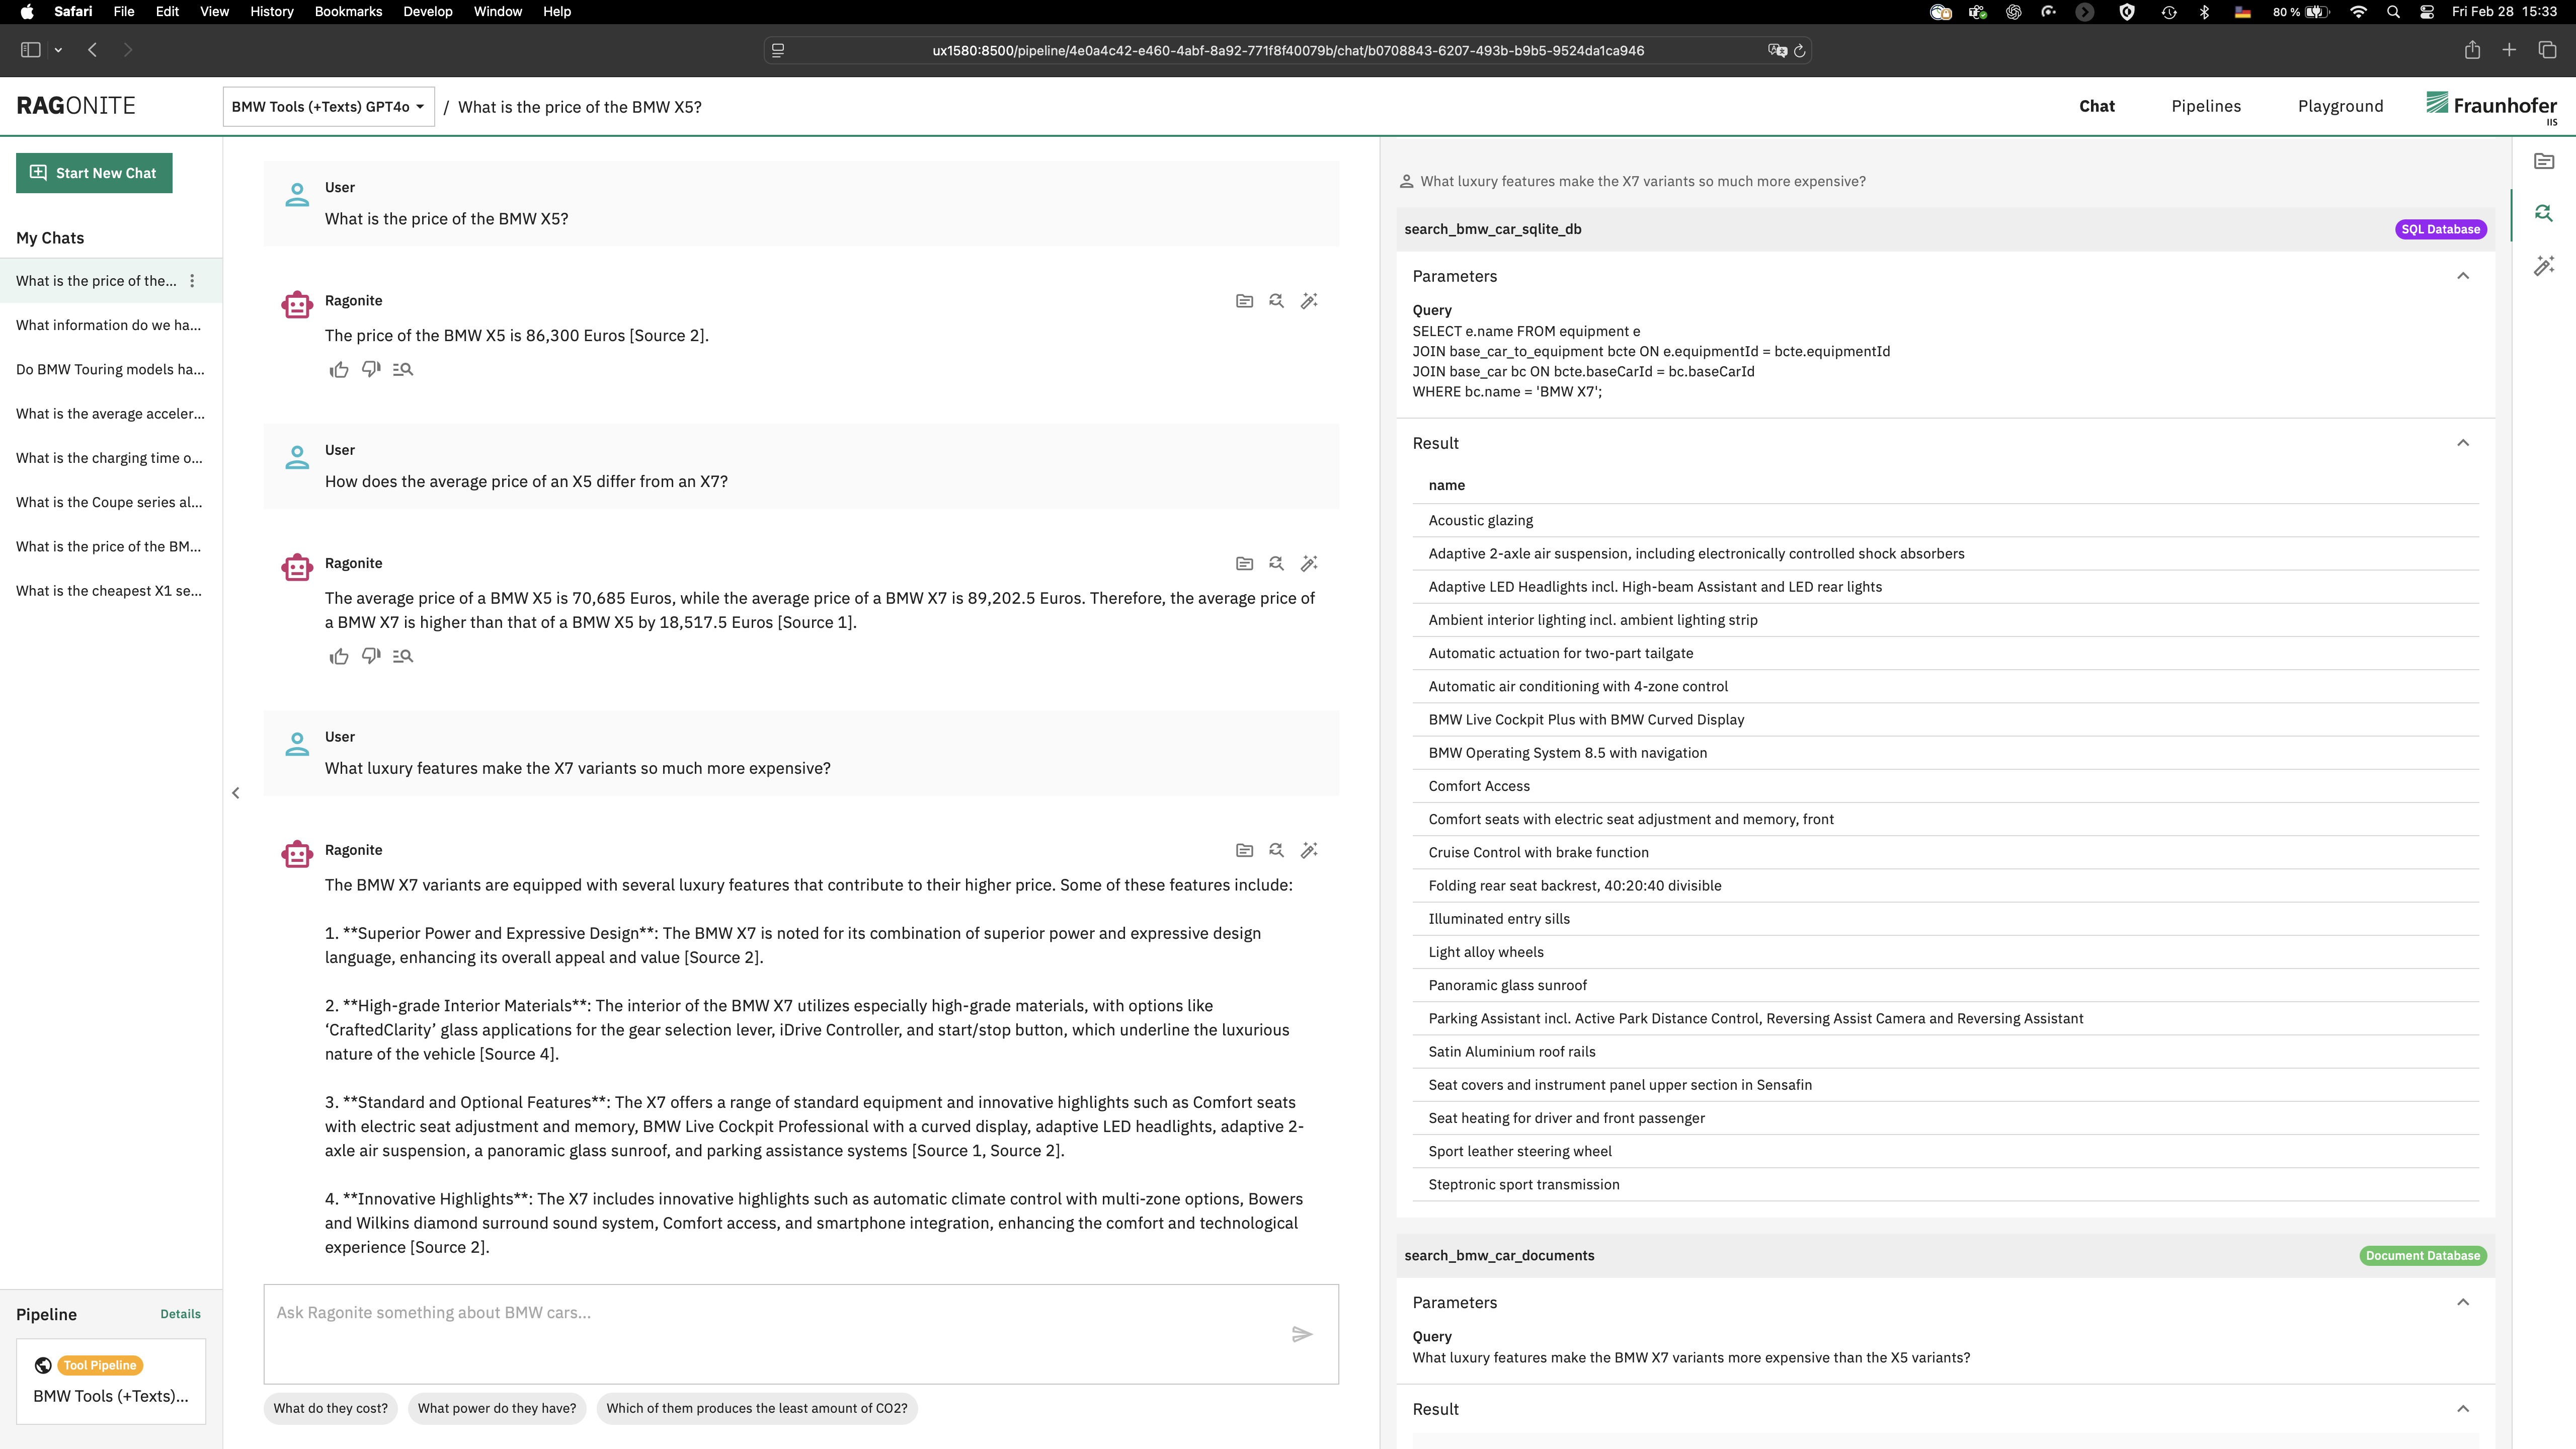 Safari File Edit View History Bookmarks Develop Window Help 80 % Fri Feb 28 15:33
ux1580:8500/pipeline/4e0a4c42-e460-4abf-8a92-771f8f40079b/chat/b0708843-6207-493b-b9b5-9524da1ca946
RAGONITE
BMW Tools (+Texts) GPT4o / What is the price of the BMW X5?
Chat Pipelines Playground
Fraunhofer
IIS
Start New Chat
My Chats
What is the price of the...
What information do we ha...
Do BMW Touring models ha...
What is the average acceler...
What is the charging time o...
What is the Coupe series al...
What is the price of the BM...
What is the cheapest X1 se...
Pipeline Details
Tool Pipeline
BMW Tools (+Texts)...
User
What is the price of the BMW X5?
Ragonite
The price of the BMW X5 is 86,300 Euros [Source 2].
User
How does the average price of an X5 differ from an X7?
Ragonite
The average price of a BMW X5 is 70,685 Euros, while the average price of a BMW X7 is 89,202.5 Euros. Therefore, the average price of
a BMW X7 is higher than that of a BMW X5 by 18,517.5 Euros [Source 1].
User
What luxury features make the X7 variants so much more expensive?
Ragonite
The BMW X7 variants are equipped with several luxury features that contribute to their higher price. Some of these features include:
1. **Superior Power and Expressive Design**: The BMW X7 is noted for its combination of superior power and expressive design
language, enhancing its overall appeal and value [Source 2].
2. **High-grade Interior Materials**: The interior of the BMW X7 utilizes especially high-grade materials, with options like
‘CraftedClarity’ glass applications for the gear selection lever, iDrive Controller, and start/stop button, which underline the luxurious
nature of the vehicle [Source 4].
3. **Standard and Optional Features**: The X7 offers a range of standard equipment and innovative highlights such as Comfort seats
with electric seat adjustment and memory, BMW Live Cockpit Professional with a curved display, adaptive LED headlights, adaptive 2-
axle air suspension, a panoramic glass sunroof, and parking assistance systems [Source 1, Source 2].
4. **Innovative Highlights**: The X7 includes innovative highlights such as automatic climate control with multi-zone options, Bowers
and Wilkins diamond surround sound system, Comfort access, and smartphone integration, enhancing the comfort and technological
experience [Source 2].
Ask Ragonite something about BMW cars...
What do they cost? What power do they have? Which of them produces the least amount of CO2?
What luxury features make the X7 variants so much more expensive?
search_bmw_car_sqlite_db SQL Database
Parameters
Query
SELECT e.name FROM equipment e
JOIN base_car_to_equipment bcte ON e.equipmentId = bcte.equipmentId
JOIN base_car bc ON bcte.baseCarId = bc.baseCarId
WHERE bc.name = 'BMW X7';
Result
name
Acoustic glazing
Adaptive 2-axle air suspension, including electronically controlled shock absorbers
Adaptive LED Headlights incl. High-beam Assistant and LED rear lights
Ambient interior lighting incl. ambient lighting strip
Automatic actuation for two-part tailgate
Automatic air conditioning with 4-zone control
BMW Live Cockpit Plus with BMW Curved Display
BMW Operating System 8.5 with navigation
Comfort Access
Comfort seats with electric seat adjustment and memory, front
Cruise Control with brake function
Folding rear seat backrest, 40:20:40 divisible
Illuminated entry sills
Light alloy wheels
Panoramic glass sunroof
Parking Assistant incl. Active Park Distance Control, Reversing Assist Camera and Reversing Assistant
Satin Aluminium roof rails
Seat covers and instrument panel upper section in Sensafin
Seat heating for driver and front passenger
Sport leather steering wheel
Steptronic sport transmission
search_bmw_car_documents Document Database
Parameters
Query
What luxury features make the BMW X7 variants more expensive than the X5 variants?
Result